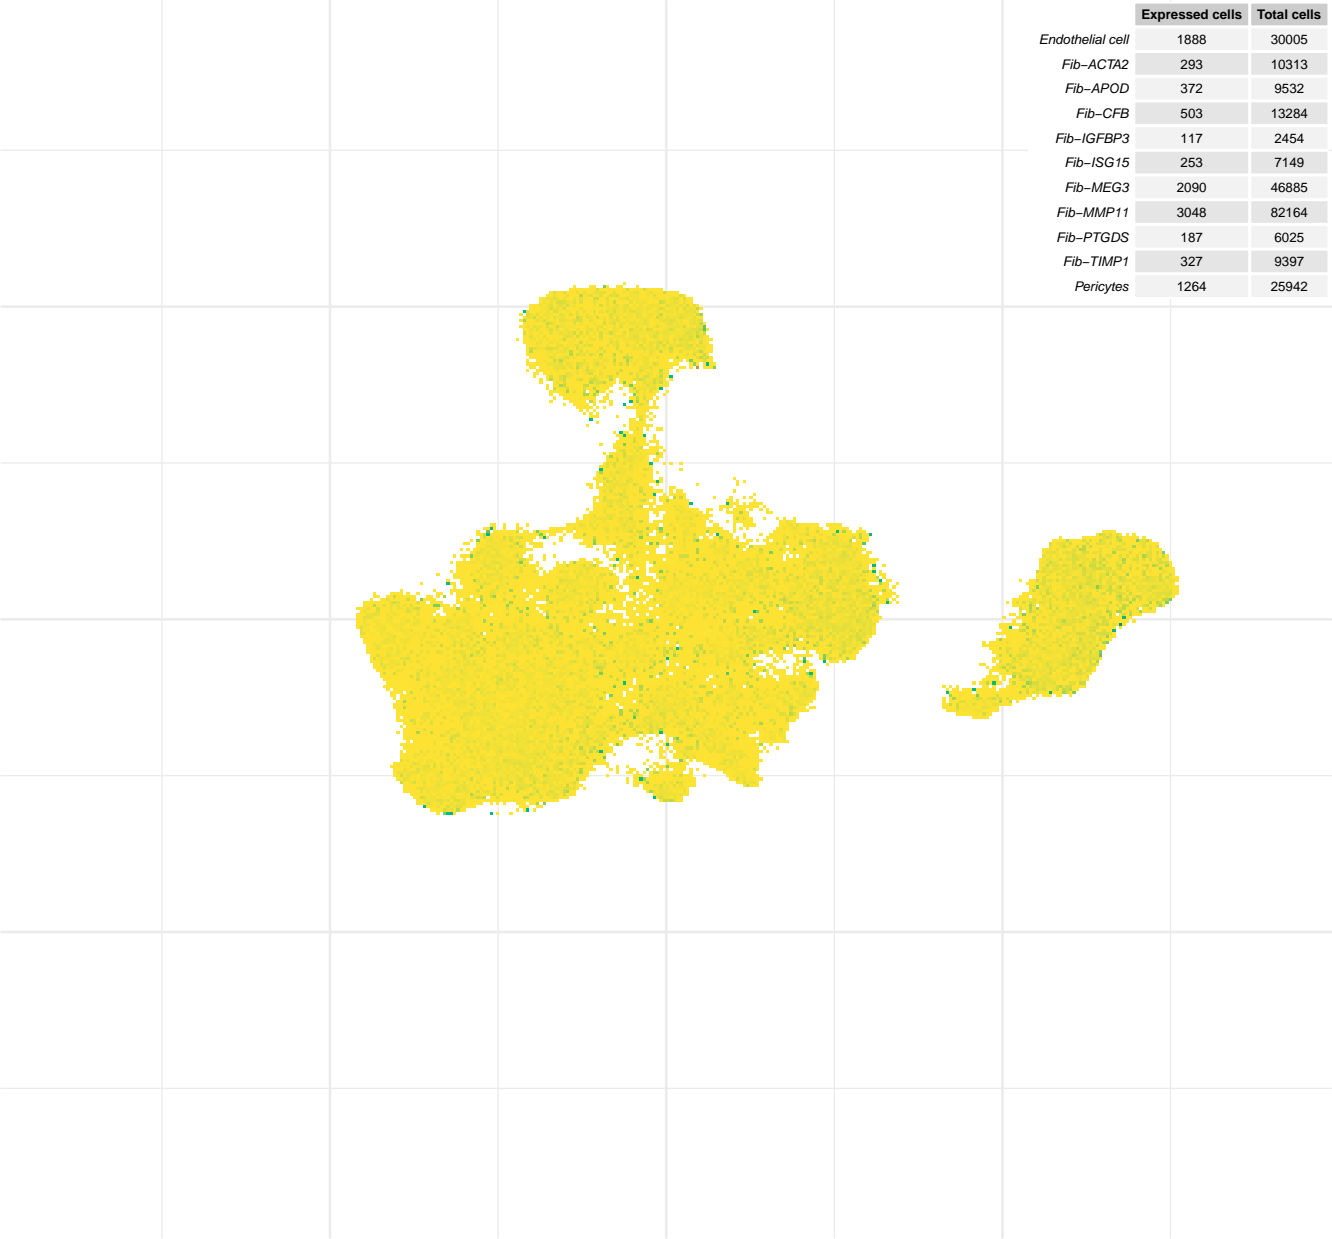 Expressed cells Total cells
Endothelial cell 1888 30005
Fib−ACTA2 293 10313
Fib−APOD 372 9532
Fib−CFB 503 13284
Fib−IGFBP3 117 2454
Fib−ISG15 253 7149
Fib−MEG3 2090 46885
Fib−MMP11 3048 82164
Fib−PTGDS 187 6025
Fib−TIMP1 327 9397
Pericytes 1264 25942